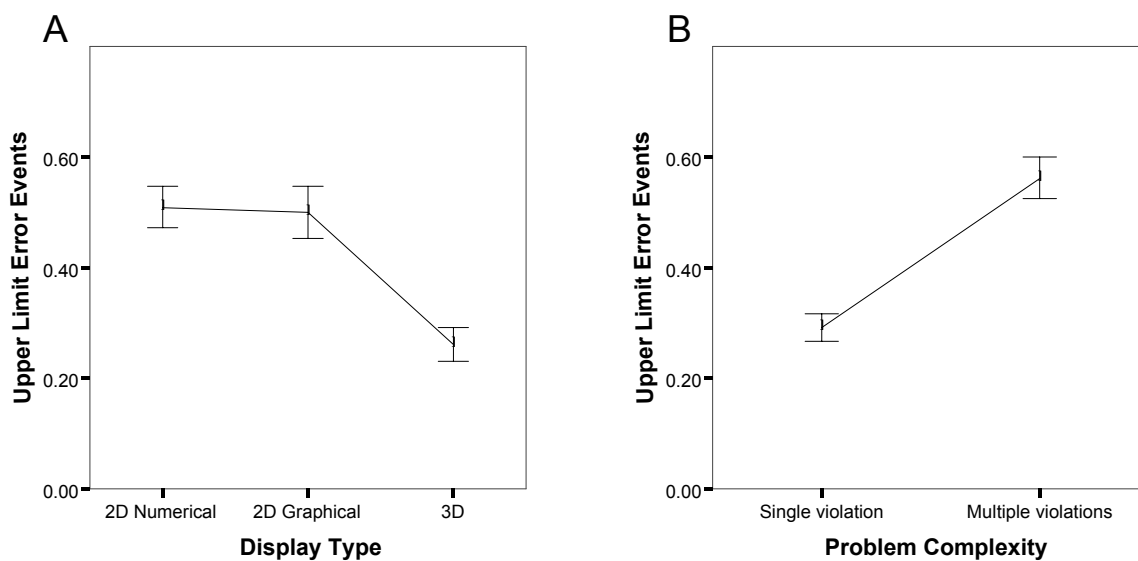 A
Upper Limit Error Events
0.60
0.40
0.20
0.00
2D Numerical
2D Graphical
3D
Display Type
B
Upper Limit Error Events
0.60
0.40
0.20
0.00
Single violation
Multiple violations
Problem Complexity